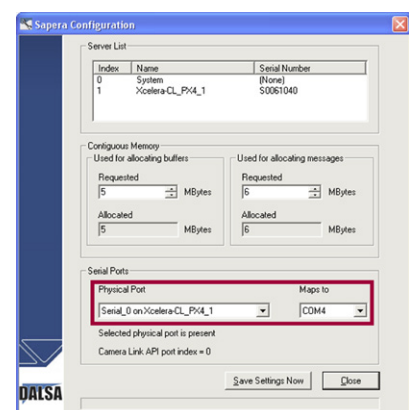 Sapera Configuration
Server List
Index Name Serial Number
0 System (None)
1 Xcelera-CL_PX4_1 S0061040
Contiguous Memory
Used for allocating buffers Used for allocating messages
Requested Requested
5 MBytes 6 MBytes
Allocated Allocated
5 MBytes 6 MBytes
Serial Ports
Physical Port Maps to
Serial_0 on Xcelera-CL_PX4_1 COM4
Selected physical port is present
Camera Link API port index = 0
Save Settings Now Close
DALSA